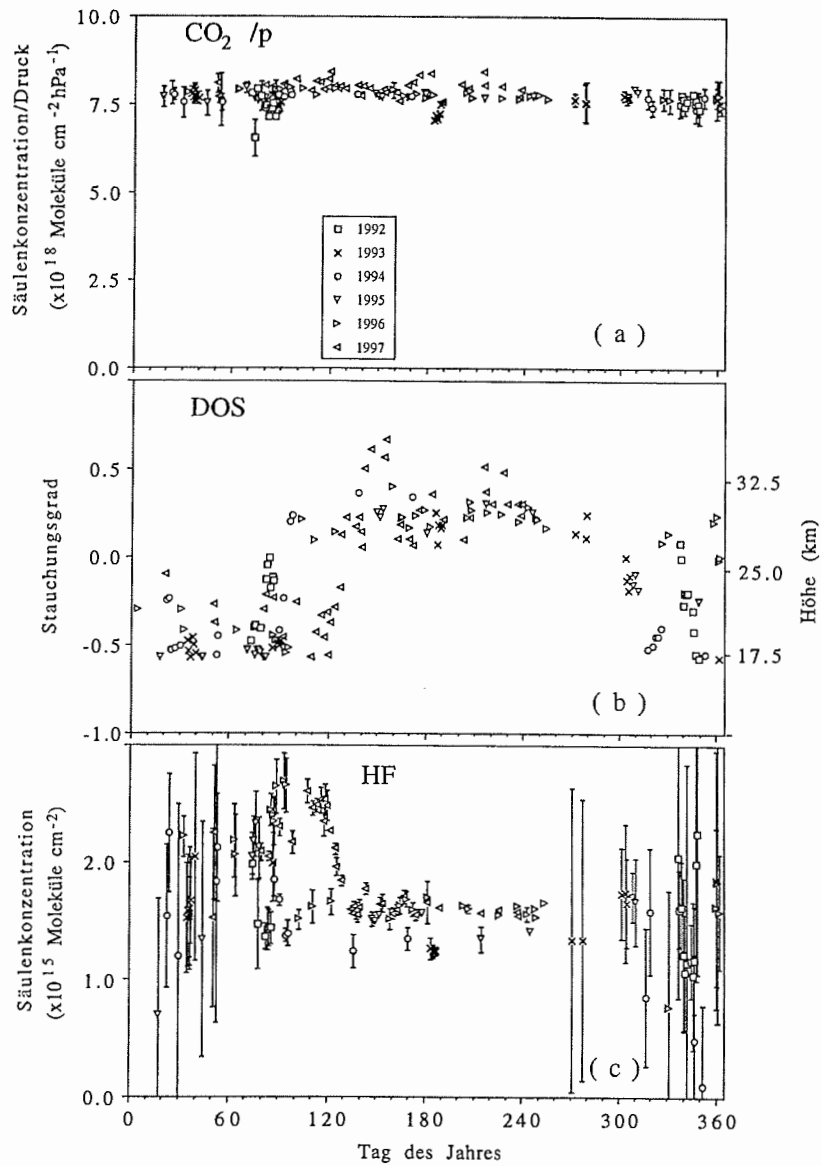 10.0
CO2 /p
7.5
5.0
2.5
0.0
Säulenkonzentration/Druck
(x10 18 Moleküle cm-2hPa-1)
1992
1993
1994
1995
1996
1997
( a )
DOS
0.5
0.0
-0.5
-1.0
Stauchungsgrad
32.5
25.0
17.5
Höhe (km)
( b )
HF
2.0
1.0
0.0
Säulenkonzentration
(x10 15 Moleküle cm-2)
( c )
0 60 120 180 240 300 360
Tag des Jahres